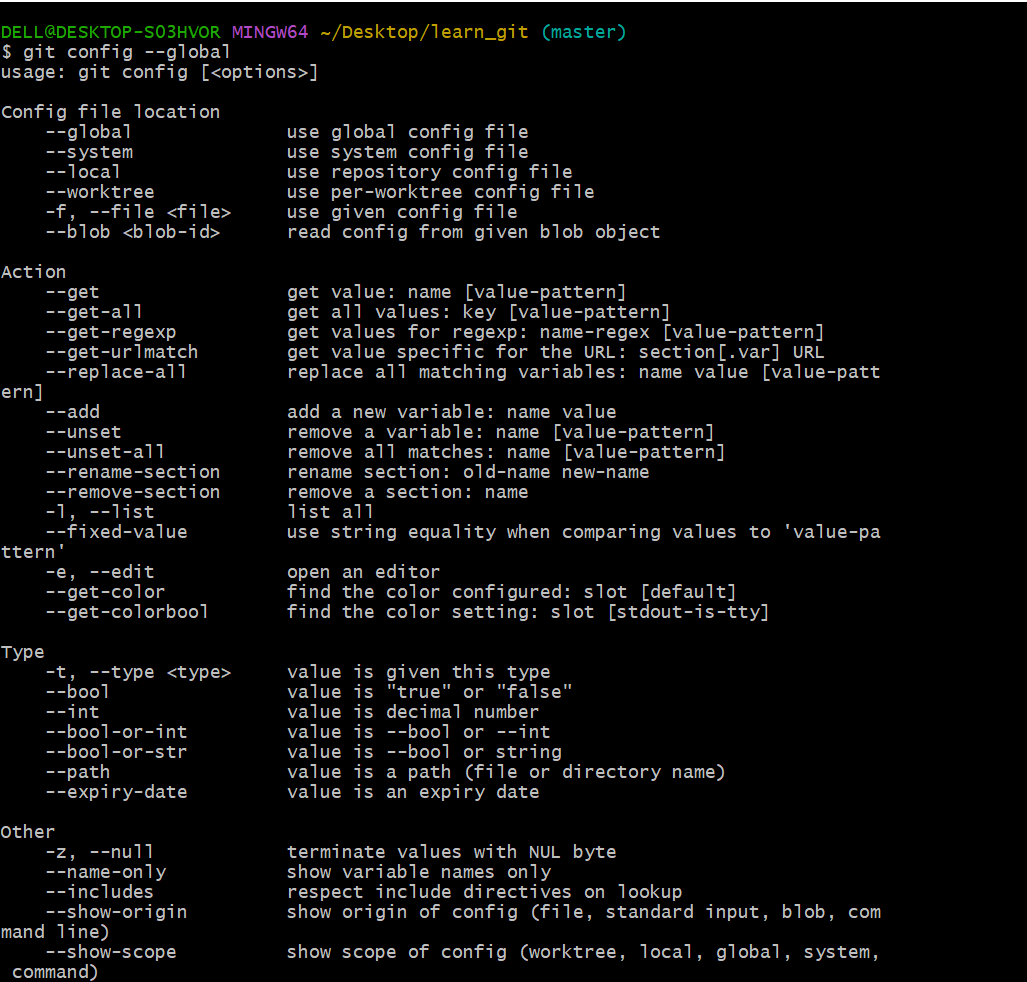 DELL@DESKTOP-S03HVOR MINGW64 ~/Desktop/learn_git (master)
$ git config --global
usage: git config [<options>]

Config file location
    --global              use global config file
    --system              use system config file
    --local               use repository config file
    --worktree            use per-worktree config file
    -f, --file <file>     use given config file
    --blob <blob-id>      read config from given blob object

Action
    --get                 get value: name [value-pattern]
    --get-all             get all values: key [value-pattern]
    --get-regexp          get values for regexp: name-regex [value-pattern]
    --get-urlmatch        get value specific for the URL: section[.var] URL
    --replace-all         replace all matching variables: name value [value-patt
ern]
    --add                 add a new variable: name value
    --unset               remove a variable: name [value-pattern]
    --unset-all           remove all matches: name [value-pattern]
    --rename-section      rename section: old-name new-name
    --remove-section      remove a section: name
    -l, --list            list all
    --fixed-value         use string equality when comparing values to 'value-pa
ttern'
    -e, --edit            open an editor
    --get-color           find the color configured: slot [default]
    --get-colorbool       find the color setting: slot [stdout-is-tty]

Type
    -t, --type <type>     value is given this type
    --bool                value is "true" or "false"
    --int                 value is decimal number
    --bool-or-int         value is --bool or --int
    --bool-or-str         value is --bool or string
    --path                value is a path (file or directory name)
    --expiry-date         value is an expiry date

Other
    -z, --null            terminate values with NUL byte
    --name-only           show variable names only
    --includes            respect include directives on lookup
    --show-origin         show origin of config (file, standard input, blob, com
mand line)
    --show-scope          show scope of config (worktree, local, global, system,
 command)